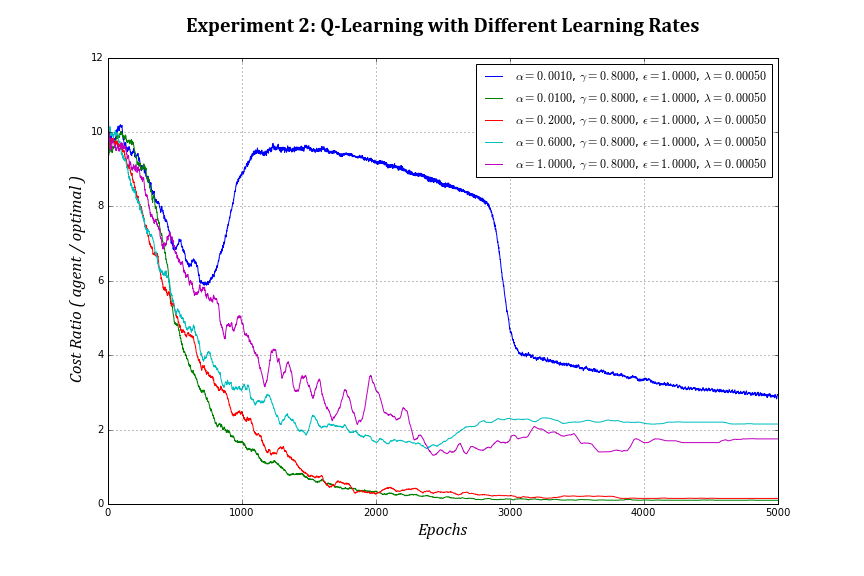 Experiment 2: Q-Learning with Different Learning Rates
12
10
8
6
4
2
0
Cost Ratio ( agent / optimal )
α = 0.0010, γ = 0.8000, ϵ = 1.0000, λ = 0.00050
α = 0.0100, γ = 0.8000, ϵ = 1.0000, λ = 0.00050
α = 0.2000, γ = 0.8000, ϵ = 1.0000, λ = 0.00050
α = 0.6000, γ = 0.8000, ϵ = 1.0000, λ = 0.00050
α = 1.0000, γ = 0.8000, ϵ = 1.0000, λ = 0.00050
0 1000 2000 3000 4000 5000
Epochs